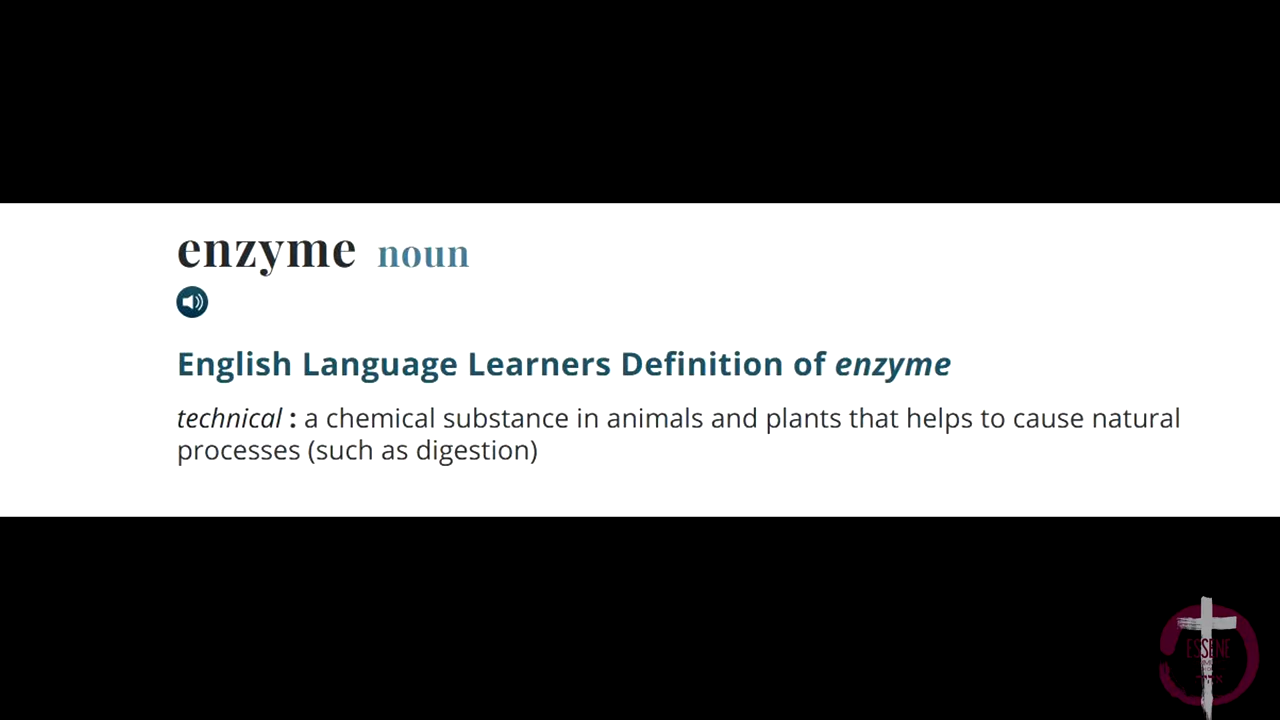 enzyme noun
English Language Learners Definition of enzyme
technical : a chemical substance in animals and plants that helps to cause natural
processes (such as digestion)
ESSENE